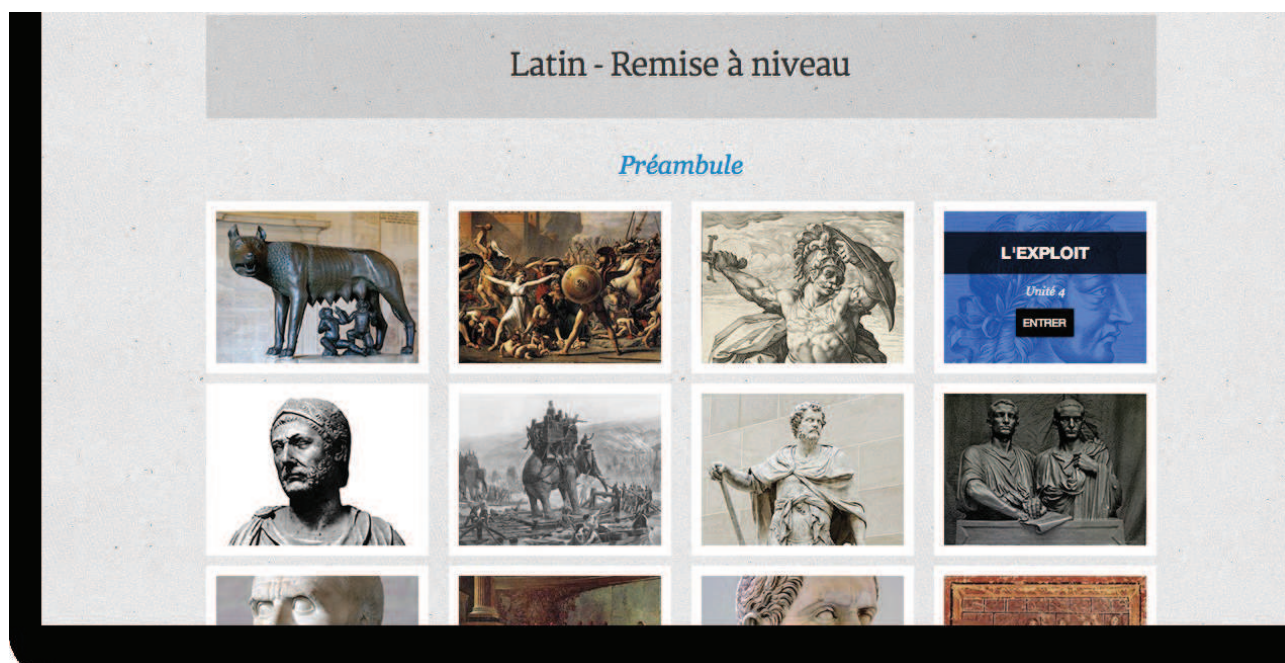 Latin - Remise à niveau
Préambule
L'EXPLOIT
Unité 4
ENTRER